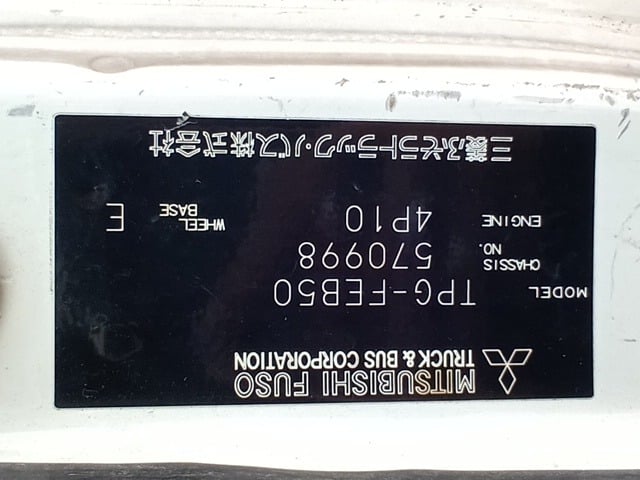 MITSUBISHI FUSO
TRUCK & BUS CORPORATION
MODEL TPG-FEB50
CHASSIS NO. 570998
ENGINE 4P10 WHEEL BASE E
三菱ふそうトラック・バス株式会社